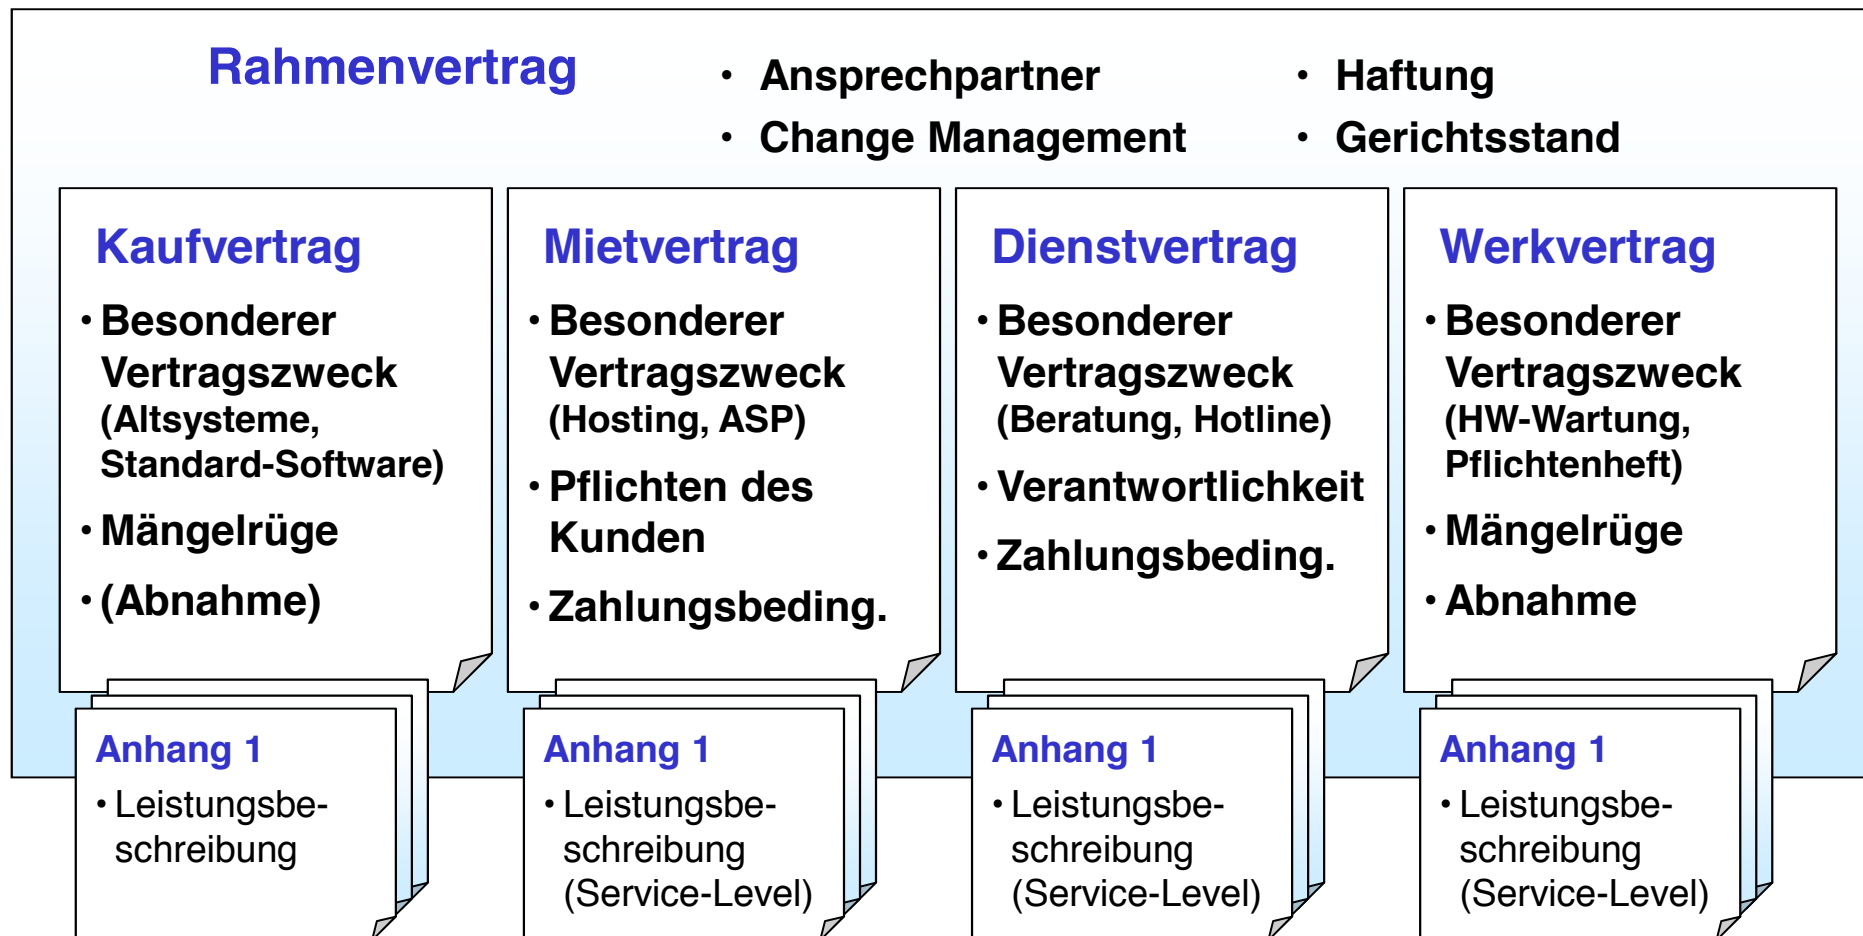 Rahmenvertrag
• Ansprechpartner
• Change Management
• Haftung
• Gerichtsstand
Kaufvertrag
• Besonderer
Vertragszweck
(Altsysteme,
Standard-Software)
• Mängelrüge
• (Abnahme)
Mietvertrag
• Besonderer
Vertragszweck
(Hosting, ASP)
• Pflichten des
Kunden
• Zahlungsbeding.
Dienstvertrag
• Besonderer
Vertragszweck
(Beratung, Hotline)
• Verantwortlichkeit
• Zahlungsbeding.
Werkvertrag
• Besonderer
Vertragszweck
(HW-Wartung,
Pflichtenheft)
• Mängelrüge
• Abnahme
Anhang 1
• Leistungsbe-
schreibung
Anhang 1
• Leistungsbe-
schreibung
(Service-Level)
Anhang 1
• Leistungsbe-
schreibung
(Service-Level)
Anhang 1
• Leistungsbe-
schreibung
(Service-Level)